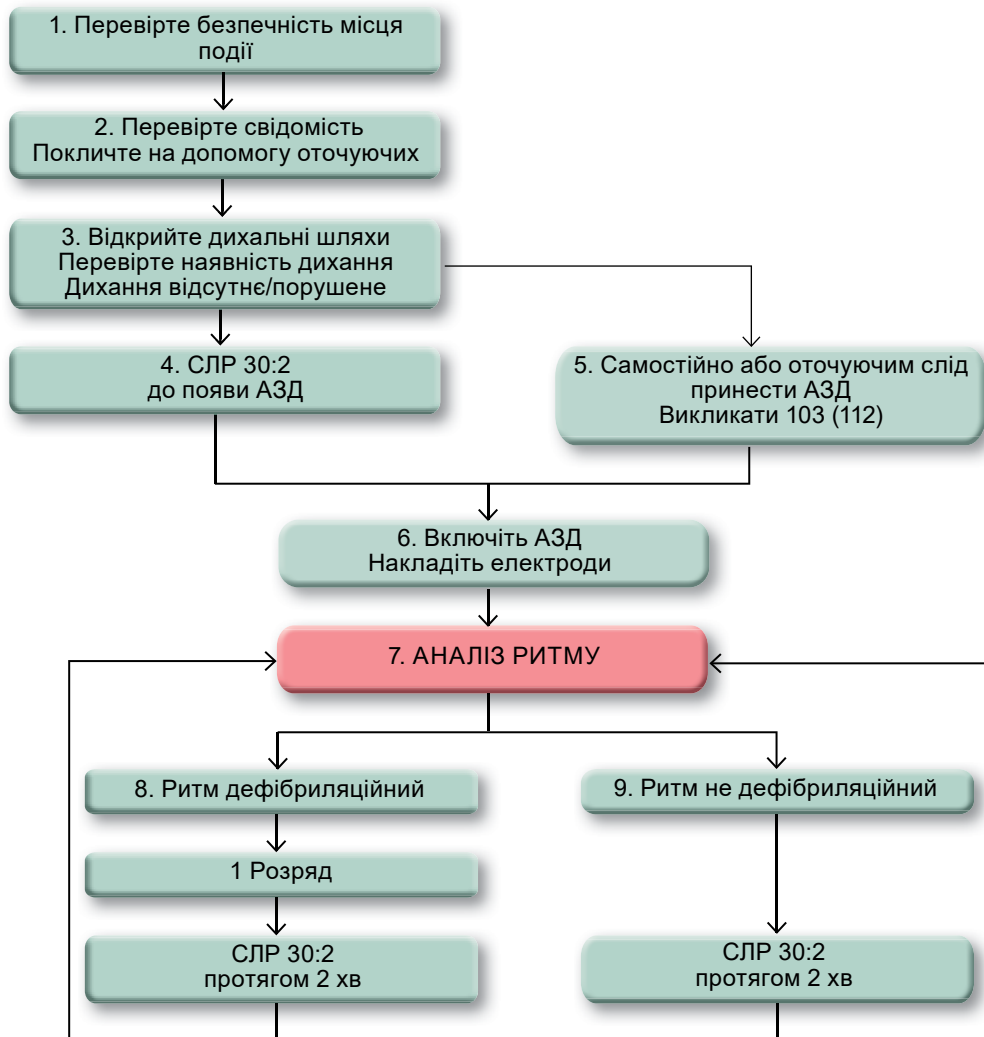 1. Перевірте безпечність місця
події
2. Перевірте свідомість
Покличте на допомогу оточуючих
3. Відкрийте дихальні шляхи
Перевірте наявність дихання
Дихання відсутнє/порушене
4. СЛР 30:2
до появи АЗД
5. Самостійно або оточуючим слід
принести АЗД
Викликати 103 (112)
6. Включіть АЗД
Накладіть електроди
7. АНАЛІЗ РИТМУ
8. Ритм дефібриляційний
9. Ритм не дефібриляційний
1 Розряд
СЛР 30:2
протягом 2 хв
СЛР 30:2
протягом 2 хв